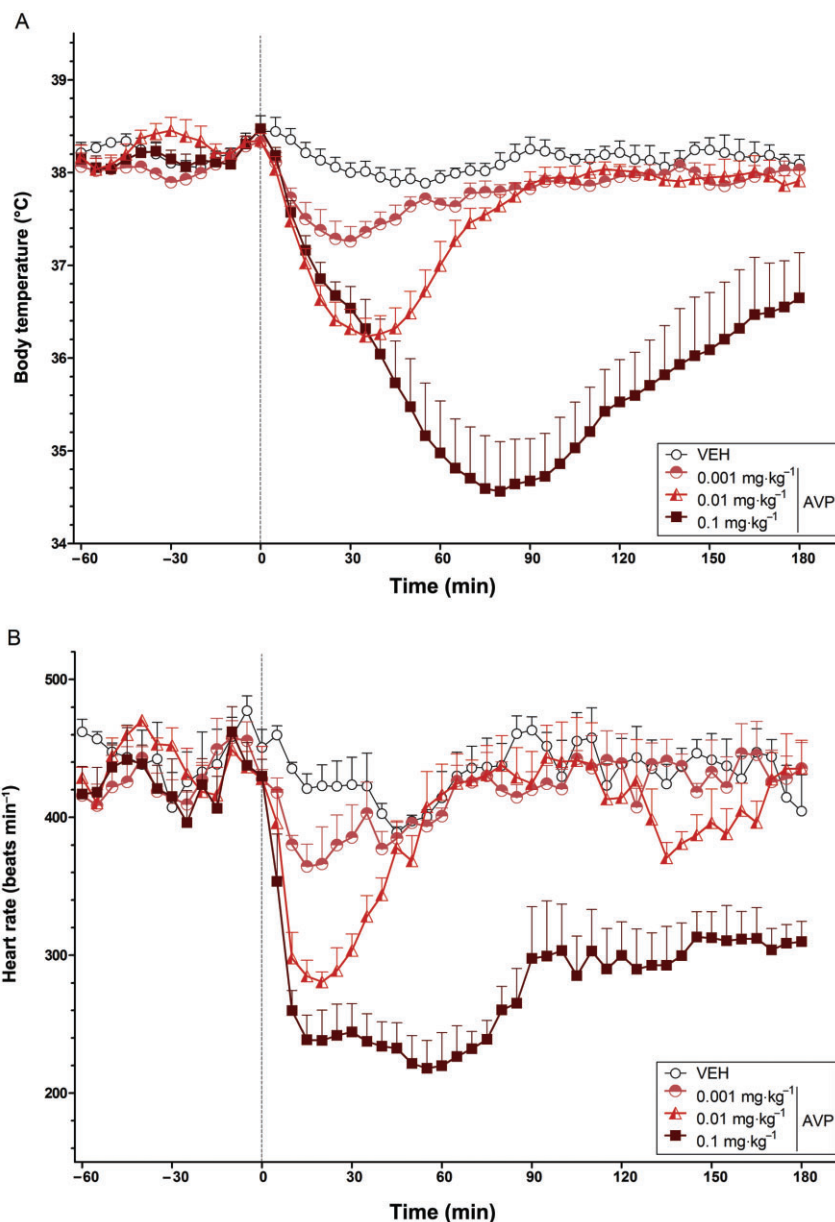 A
Body temperature (°C)
39
38
37
36
35
34
−60
−30
0
30
60
90
120
150
180
Time (min)
VEH
0.001 mg·kg⁻¹
0.01 mg·kg⁻¹
0.1 mg·kg⁻¹
AVP
B
Heart rate (beats min⁻¹)
500
400
300
200
−60
−30
0
30
60
90
120
150
180
Time (min)
VEH
0.001 mg·kg⁻¹
0.01 mg·kg⁻¹
0.1 mg·kg⁻¹
AVP